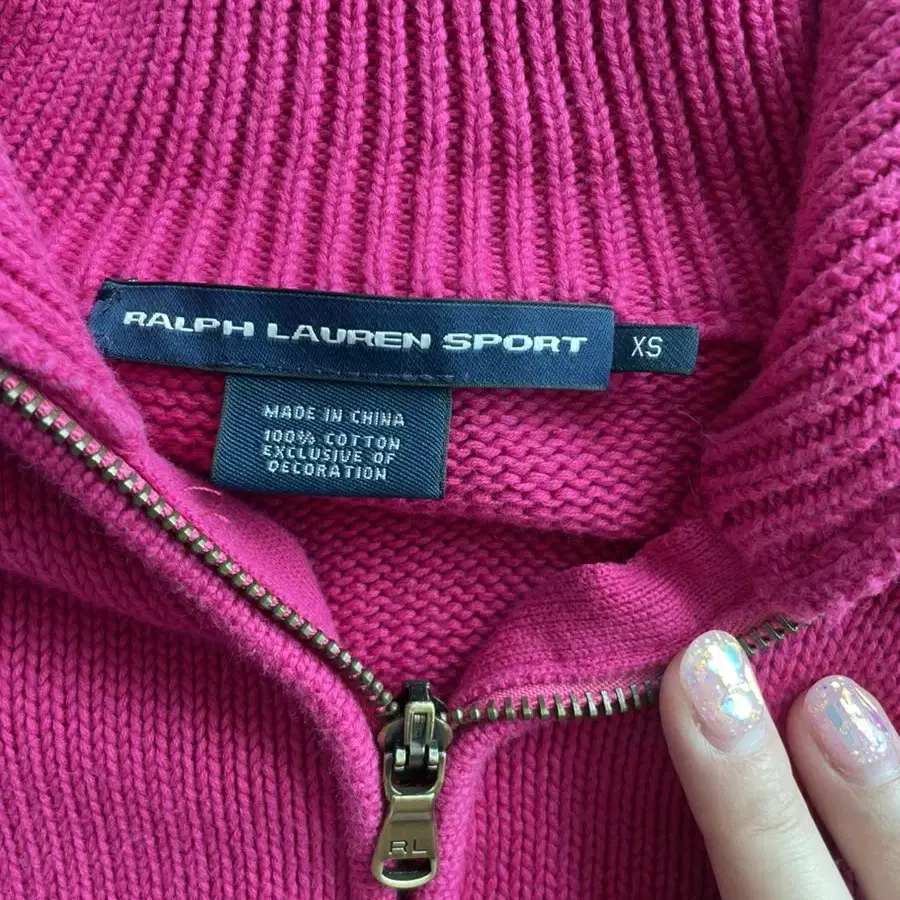 RALPH LAUREN SPORT
XS
MADE IN CHINA
100% COTTON
EXCLUSIVE OF
DECORATION
RL